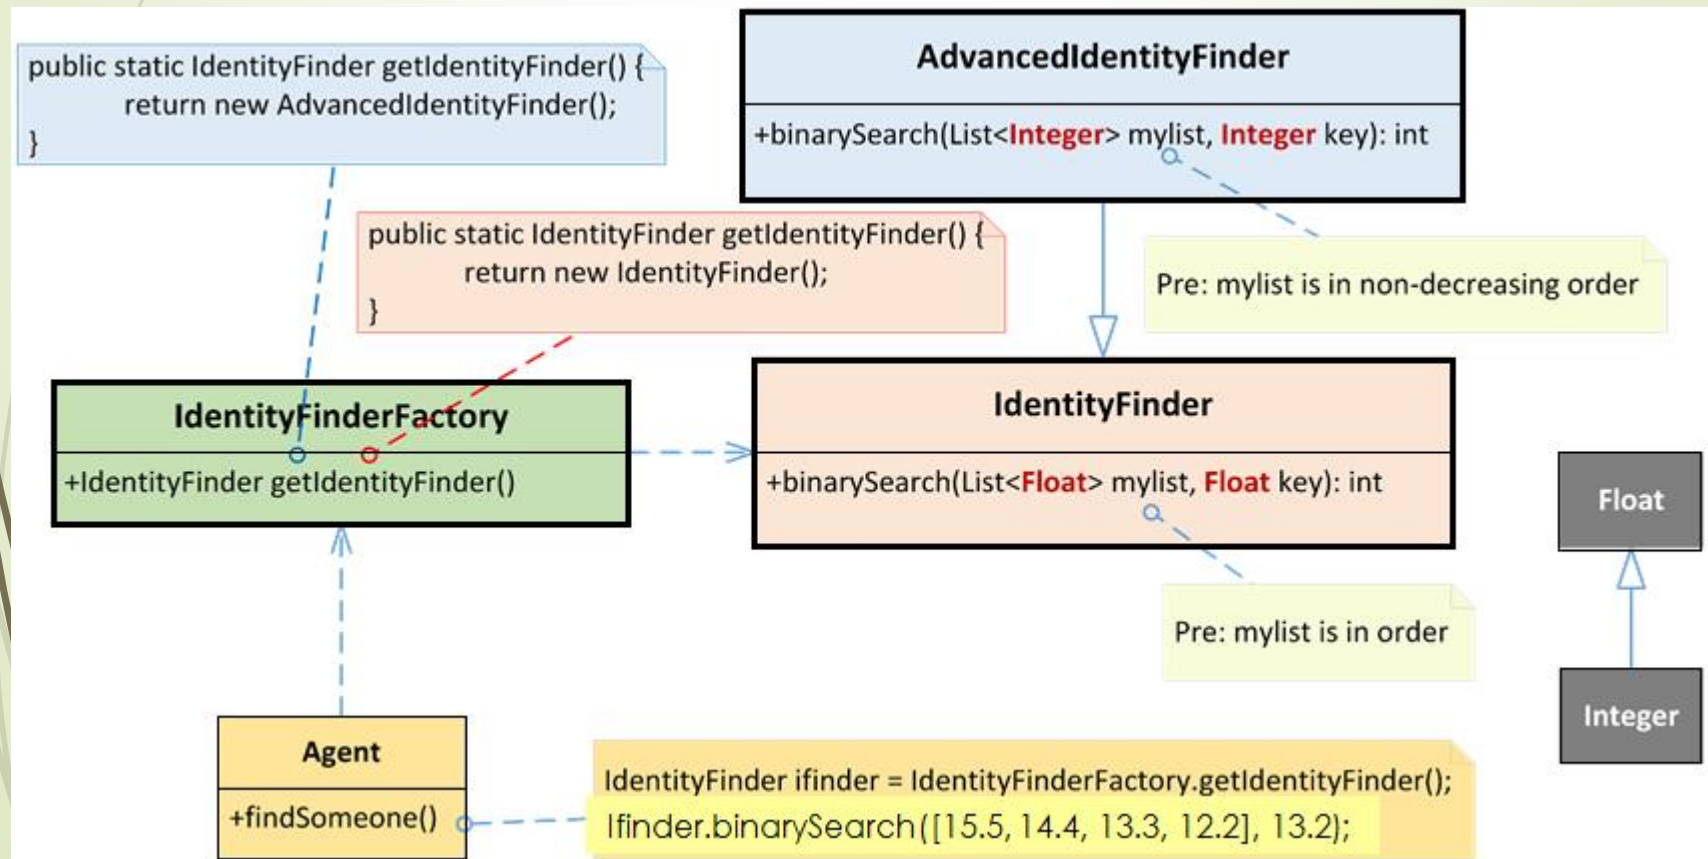 public static IdentityFinder getIdentityFinder() {
return new AdvancedIdentityFinder();
}
AdvancedIdentityFinder
+binarySearch(List<Integer> mylist, Integer key): int
public static IdentityFinder getIdentityFinder() {
return new IdentityFinder();
}
Pre: mylist is in non-decreasing order
IdentityFinderFactory
+IdentityFinder getIdentityFinder()
IdentityFinder
+binarySearch(List<Float> mylist, Float key): int
Float
Pre: mylist is in order
Integer
Agent
+findSomeone()
IdentityFinder ifinder = IdentityFinderFactory.getIdentityFinder();
Ifinder.binarySearch([15.5, 14.4, 13.3, 12.2], 13.2);